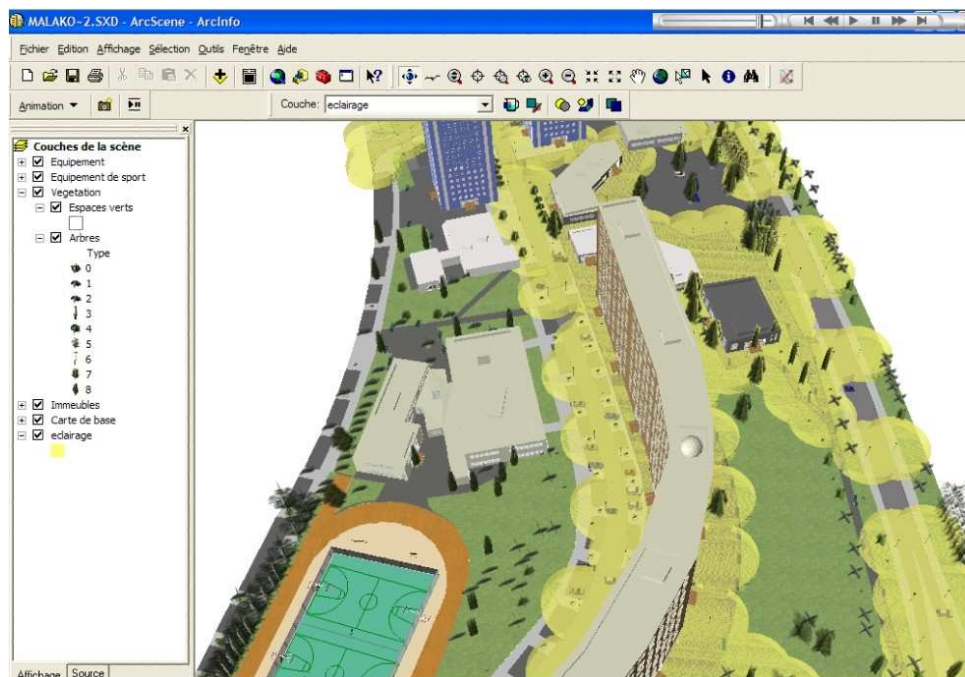 MALAKO-2.SXD - ArcScene - ArcInfo
Fichier Edition Affichage Sélection Outils Fenêtre Aide
Animation Couche: eclairage
Couches de la scène
Equipement
Equipement de sport
Vegetation
Espaces verts
Arbres
Type
0
1
2
3
4
5
6
7
8
Immeubles
Carte de base
eclairage
Affichage Source